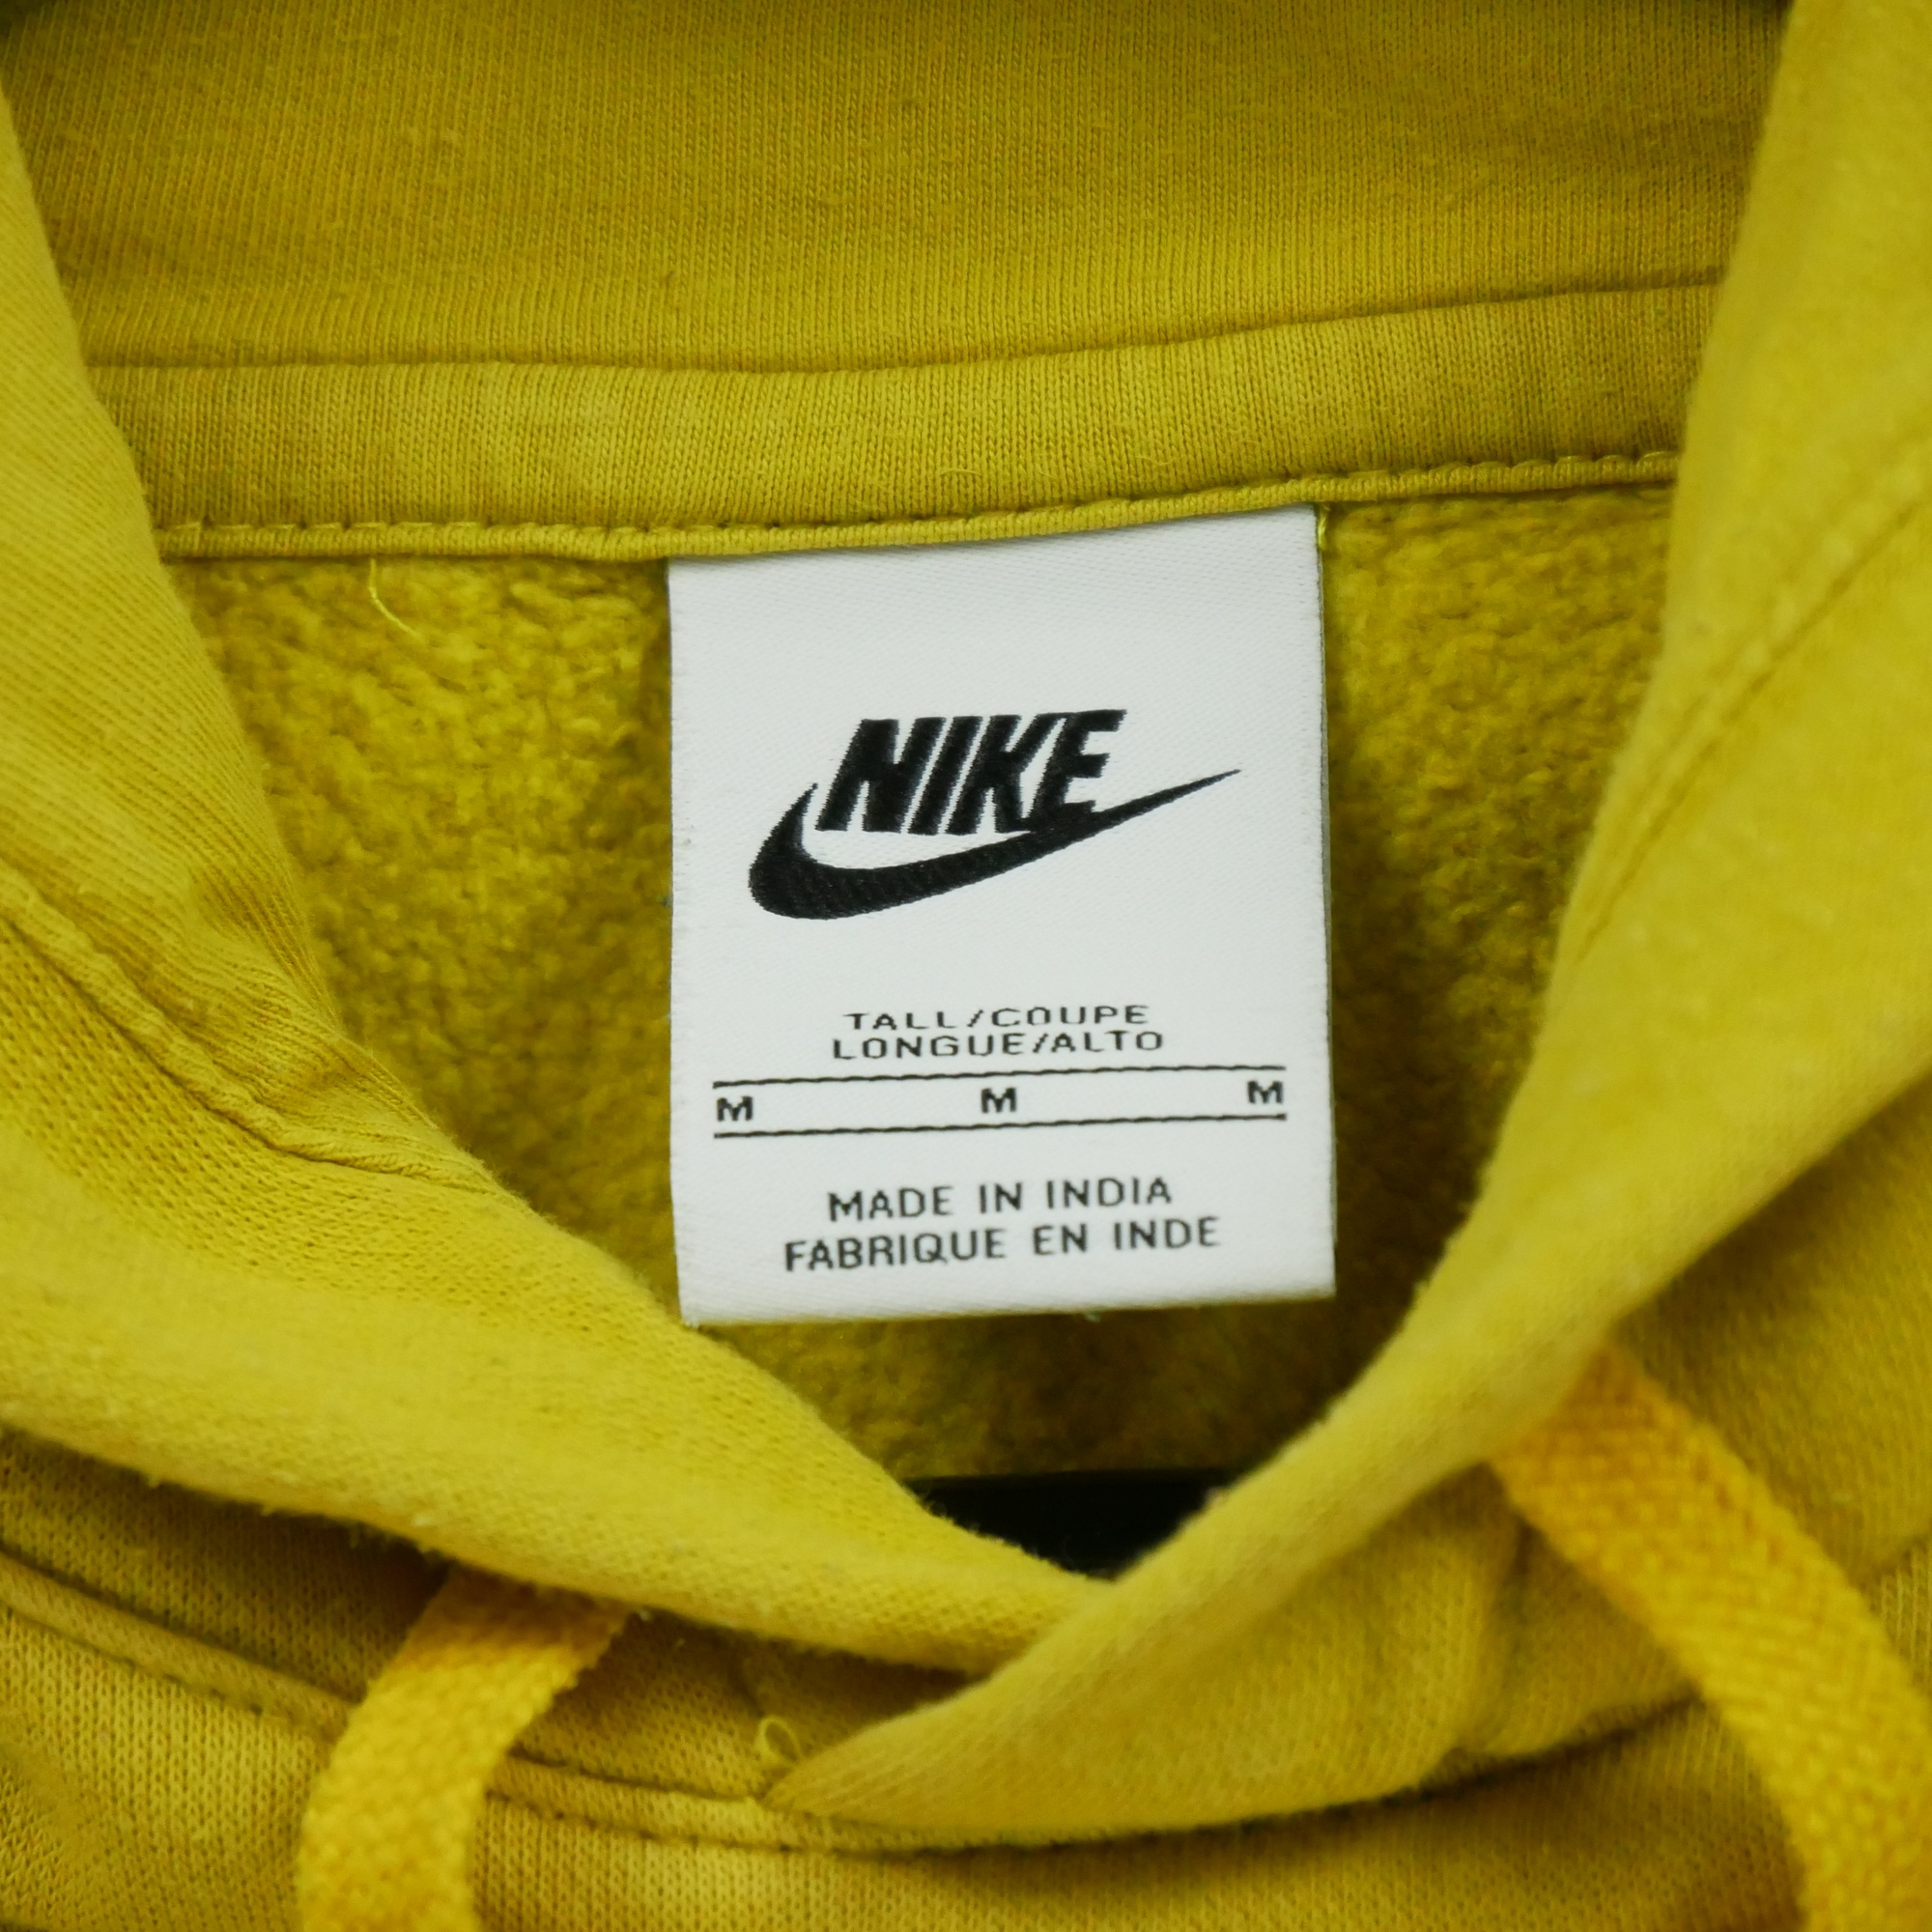 NIKE
TALL/COUPE
LONGUE/ALTO
M M M
MADE IN INDIA
FABRIQUE EN INDE